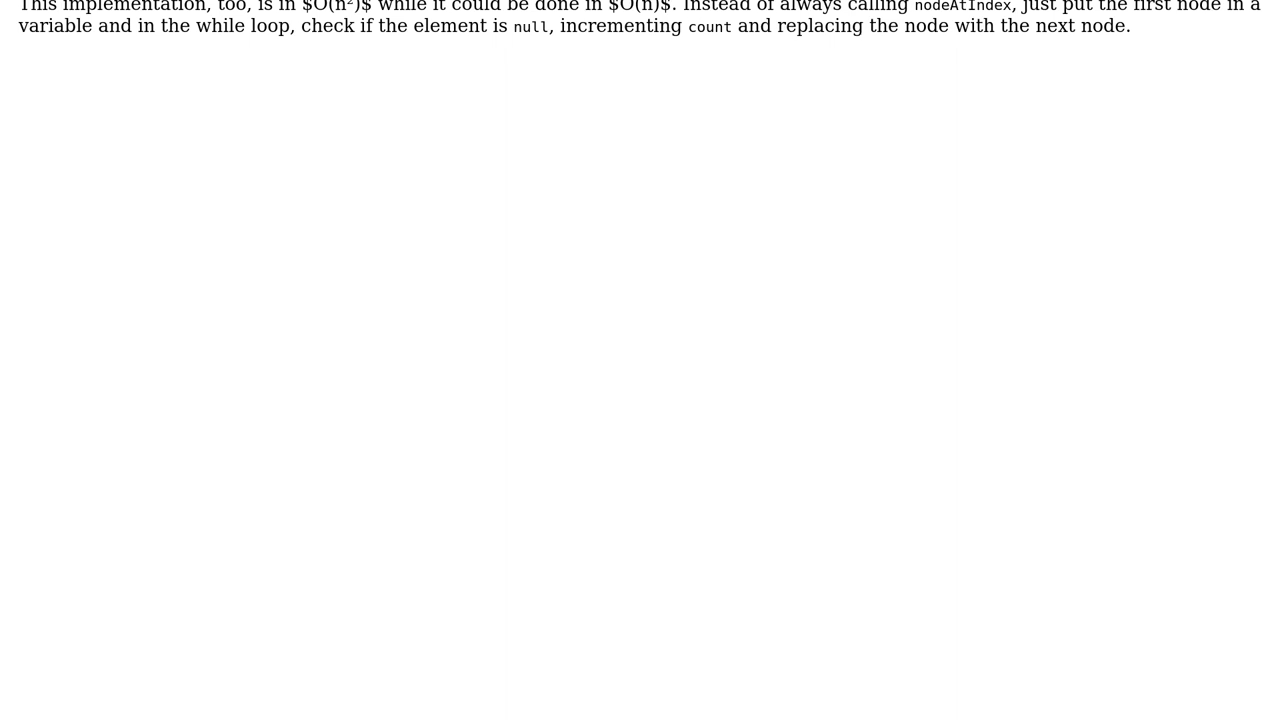 This implementation, too, is in $O(n²)$ while it could be done in $O(n)$. Instead of always calling nodeAtIndex, just put the first node in a
variable and in the while loop, check if the element is null, incrementing count and replacing the node with the next node.